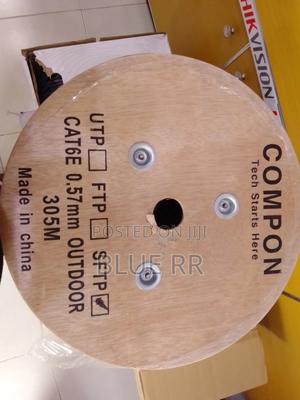 COMPON
Tech Starts Here
UTP FTP SFTP
CAT6E 0.57mm OUTDOOR
305M
Made in china
HIKVISION
POSTED ON JIJI
BLUE RR